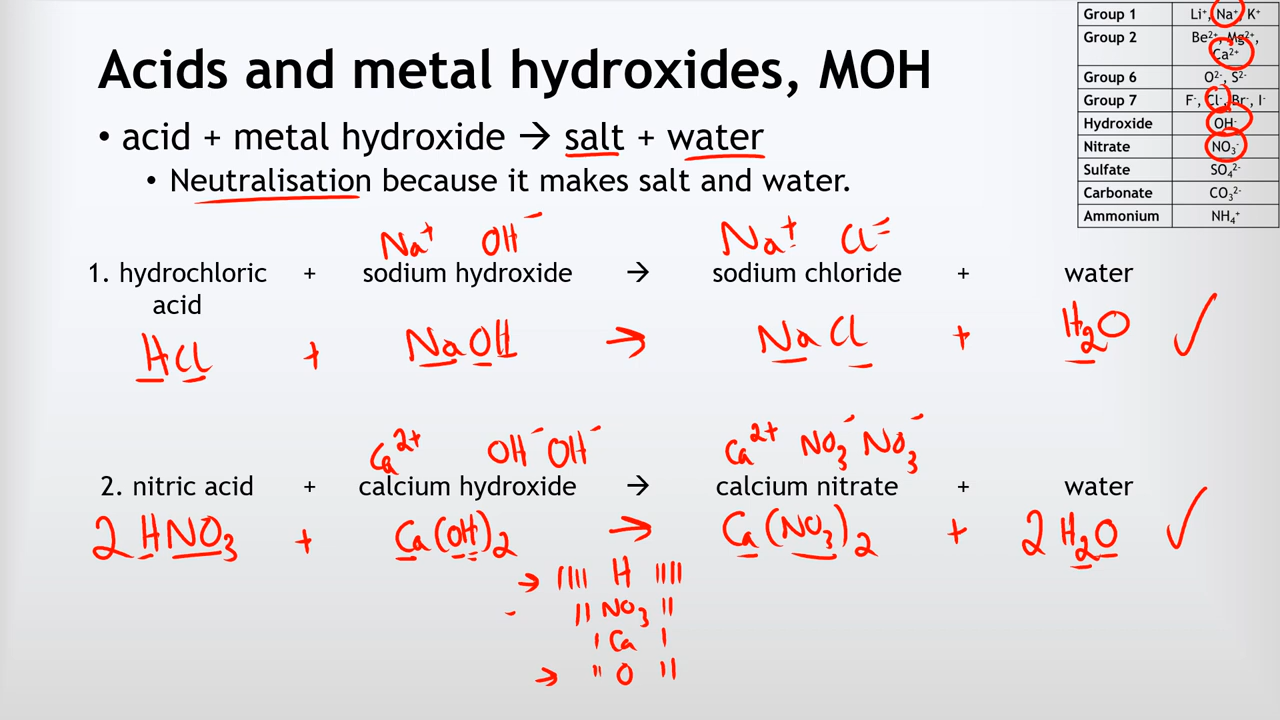 Acids and metal hydroxides, MOH
• acid + metal hydroxide → salt + water
• Neutralisation because it makes salt and water.
Group 1 Li⁺, Na⁺, K⁺
Group 2 Be²⁺, Mg²⁺, Ca²⁺
Group 6 O²⁻, S²⁻
Group 7 F⁻, Cl⁻, Br⁻, I⁻
Hydroxide OH⁻
Nitrate NO₃⁻
Sulfate SO₄²⁻
Carbonate CO₃²⁻
Ammonium NH₄⁺
Na⁺ OH⁻ Na⁺ Cl⁻
1. hydrochloric + sodium hydroxide → sodium chloride + water
acid
HCl + NaOH → NaCl + H₂O ✓
Ca²⁺ OH⁻ OH⁻ Ca²⁺ NO₃⁻ NO₃⁻
2. nitric acid + calcium hydroxide → calcium nitrate + water
2HNO₃ + Ca(OH)₂ → Ca(NO₃)₂ + 2H₂O ✓
→ |||| H ||||
- || NO₃ ||
| Ca |
→ || O ||